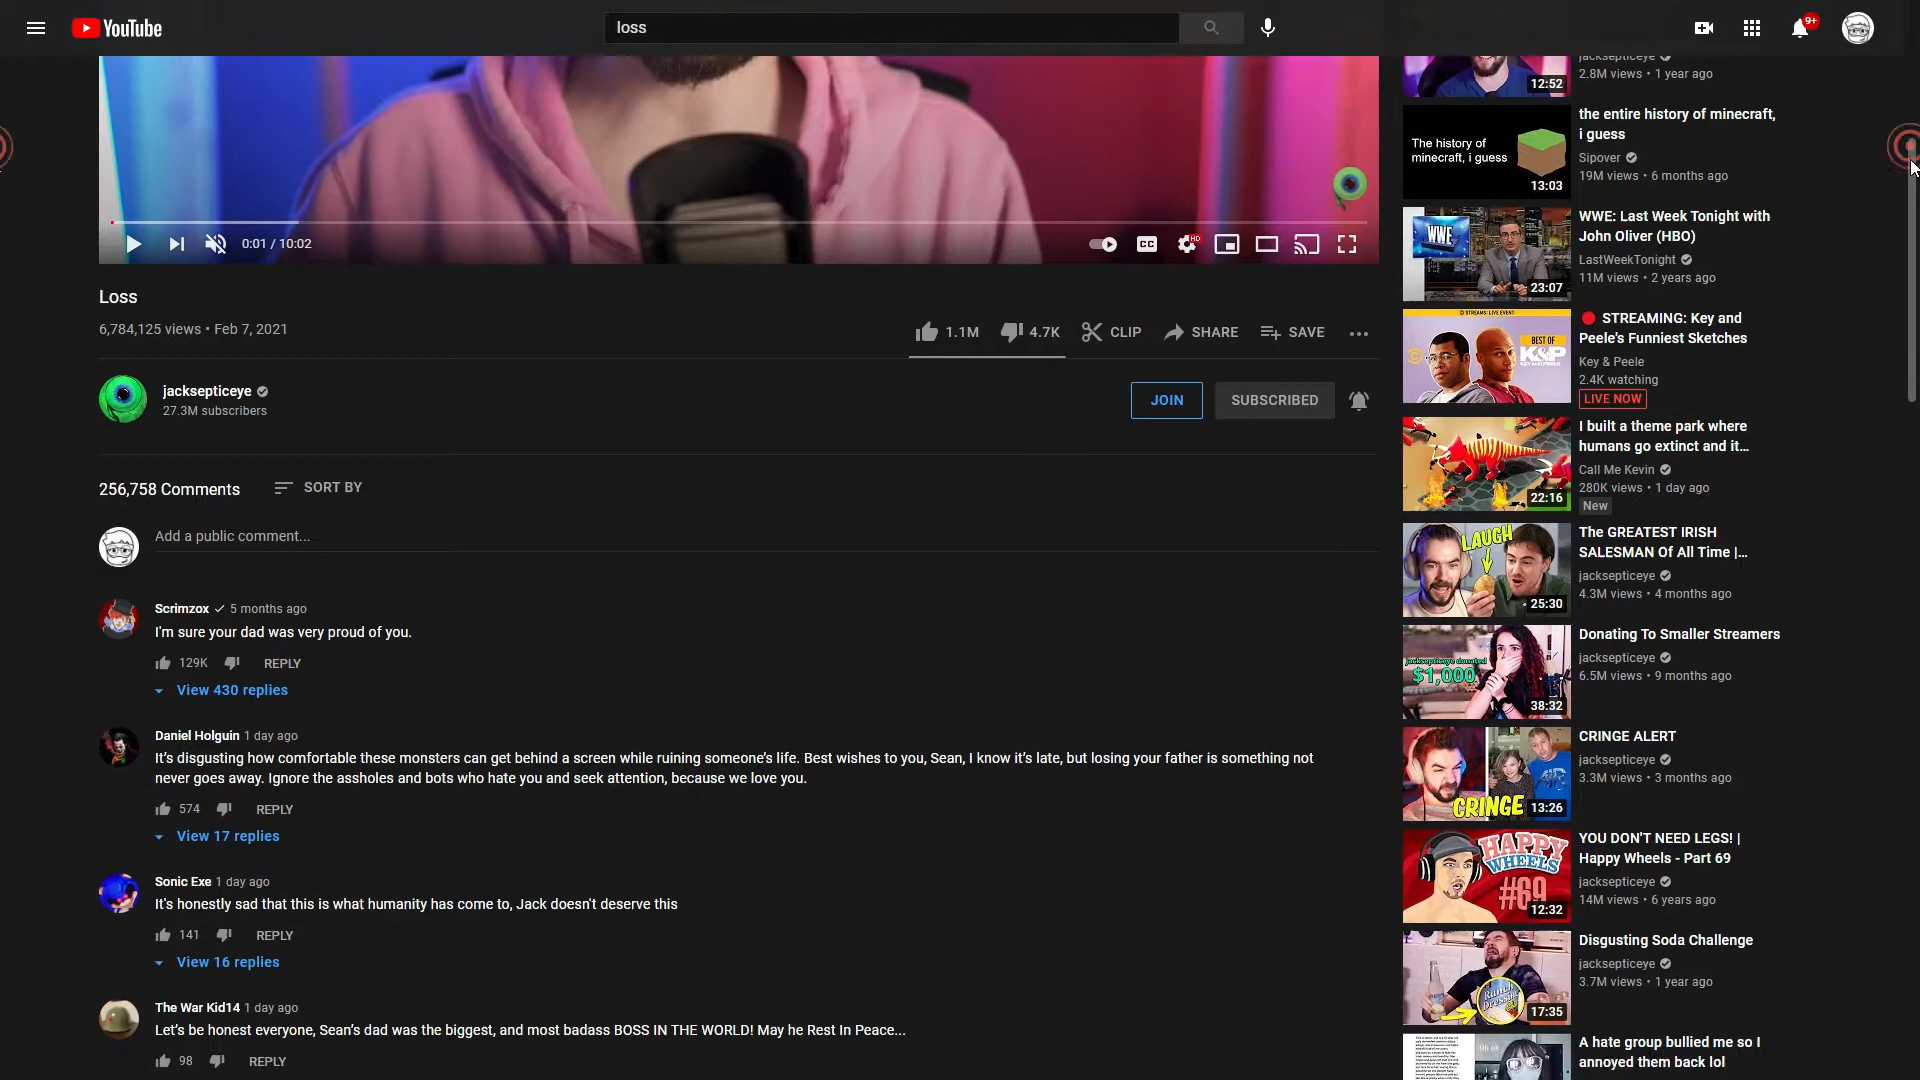 YouTube
loss
9+
0:01 / 10:02
CC
HD
Loss
6,784,125 views • Feb 7, 2021
1.1M
4.7K
CLIP
SHARE
SAVE
jacksepticeye
27.3M subscribers
JOIN
SUBSCRIBED
256,758 Comments
SORT BY
Add a public comment...
Scrimzox 5 months ago
I'm sure your dad was very proud of you.
129K
REPLY
View 430 replies
Daniel Holguin 1 day ago
It's disgusting how comfortable these monsters can get behind a screen while ruining someone's life. Best wishes to you, Sean, I know it's late, but losing your father is something not
never goes away. Ignore the assholes and bots who hate you and seek attention, because we love you.
574
REPLY
View 17 replies
Sonic Exe 1 day ago
It's honestly sad that this is what humanity has come to, Jack doesn't deserve this
141
REPLY
View 16 replies
The War Kid14 1 day ago
Let's be honest everyone, Sean's dad was the biggest, and most badass BOSS IN THE WORLD! May he Rest In Peace...
98
REPLY
12:52
jacksepticeye
2.8M views • 1 year ago
The history of
minecraft, i guess
13:03
the entire history of minecraft,
i guess
Sipover
19M views • 6 months ago
WWE
23:07
WWE: Last Week Tonight with
John Oliver (HBO)
LastWeekTonight
11M views • 2 years ago
STREAMS: LIVE EVENT
BEST OF
K&P
STREAMING: Key and
Peele's Funniest Sketches
Key & Peele
2.4K watching
LIVE NOW
22:16
I built a theme park where
humans go extinct and it...
Call Me Kevin
280K views • 1 day ago
New
LAUGH
25:30
The GREATEST IRISH
SALESMAN Of All Time |...
jacksepticeye
4.3M views • 4 months ago
jacksepticeye donated
$1,000
38:32
Donating To Smaller Streamers
jacksepticeye
6.5M views • 9 months ago
CRINGE
13:26
CRINGE ALERT
jacksepticeye
3.3M views • 3 months ago
HAPPY
WHEELS
#69
12:32
YOU DON'T NEED LEGS! |
Happy Wheels - Part 69
jacksepticeye
14M views • 6 years ago
Ranch
Dressing
17:35
Disgusting Soda Challenge
jacksepticeye
3.7M views • 1 year ago
A hate group bullied me so I
annoyed them back lol